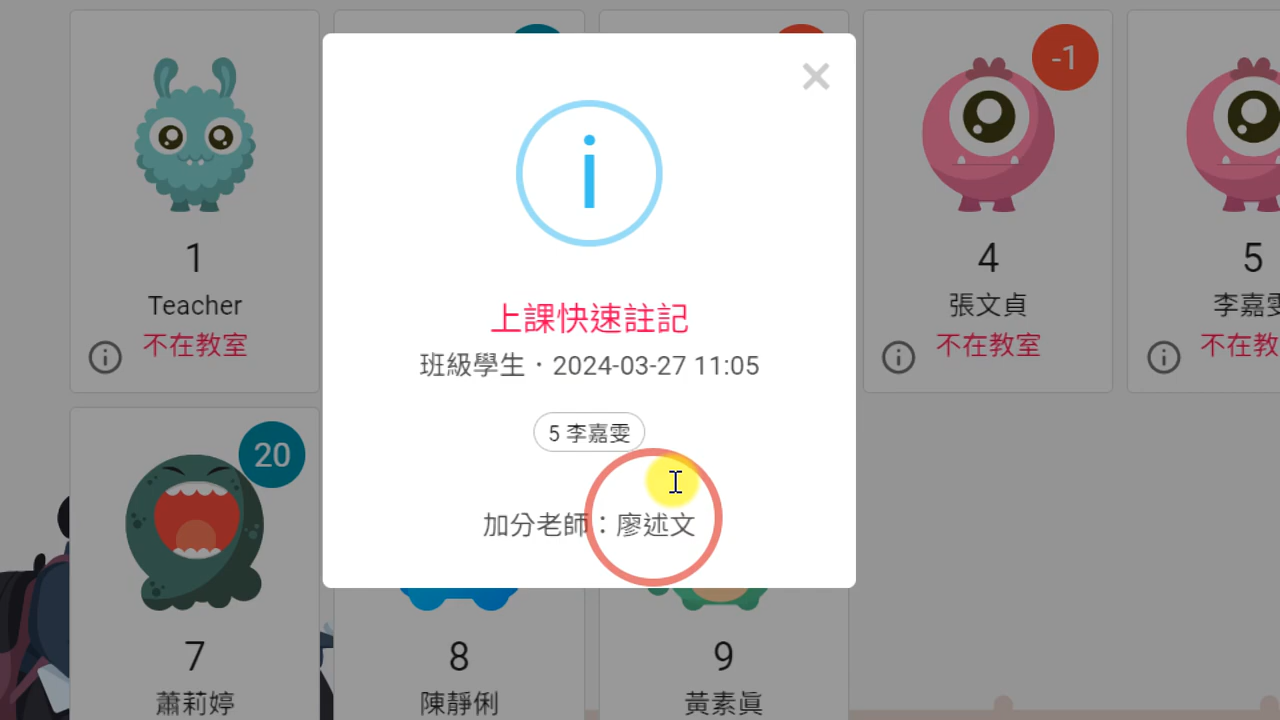 -1
1
Teacher
不在教室
上課快速註記
班級學生・2024-03-27 11:05
5 李嘉雯
加分老師：廖述文
4
張文貞
不在教室
5
李嘉雯
不在教
20
7
蕭莉婷
8
陳靜俐
9
黃素眞